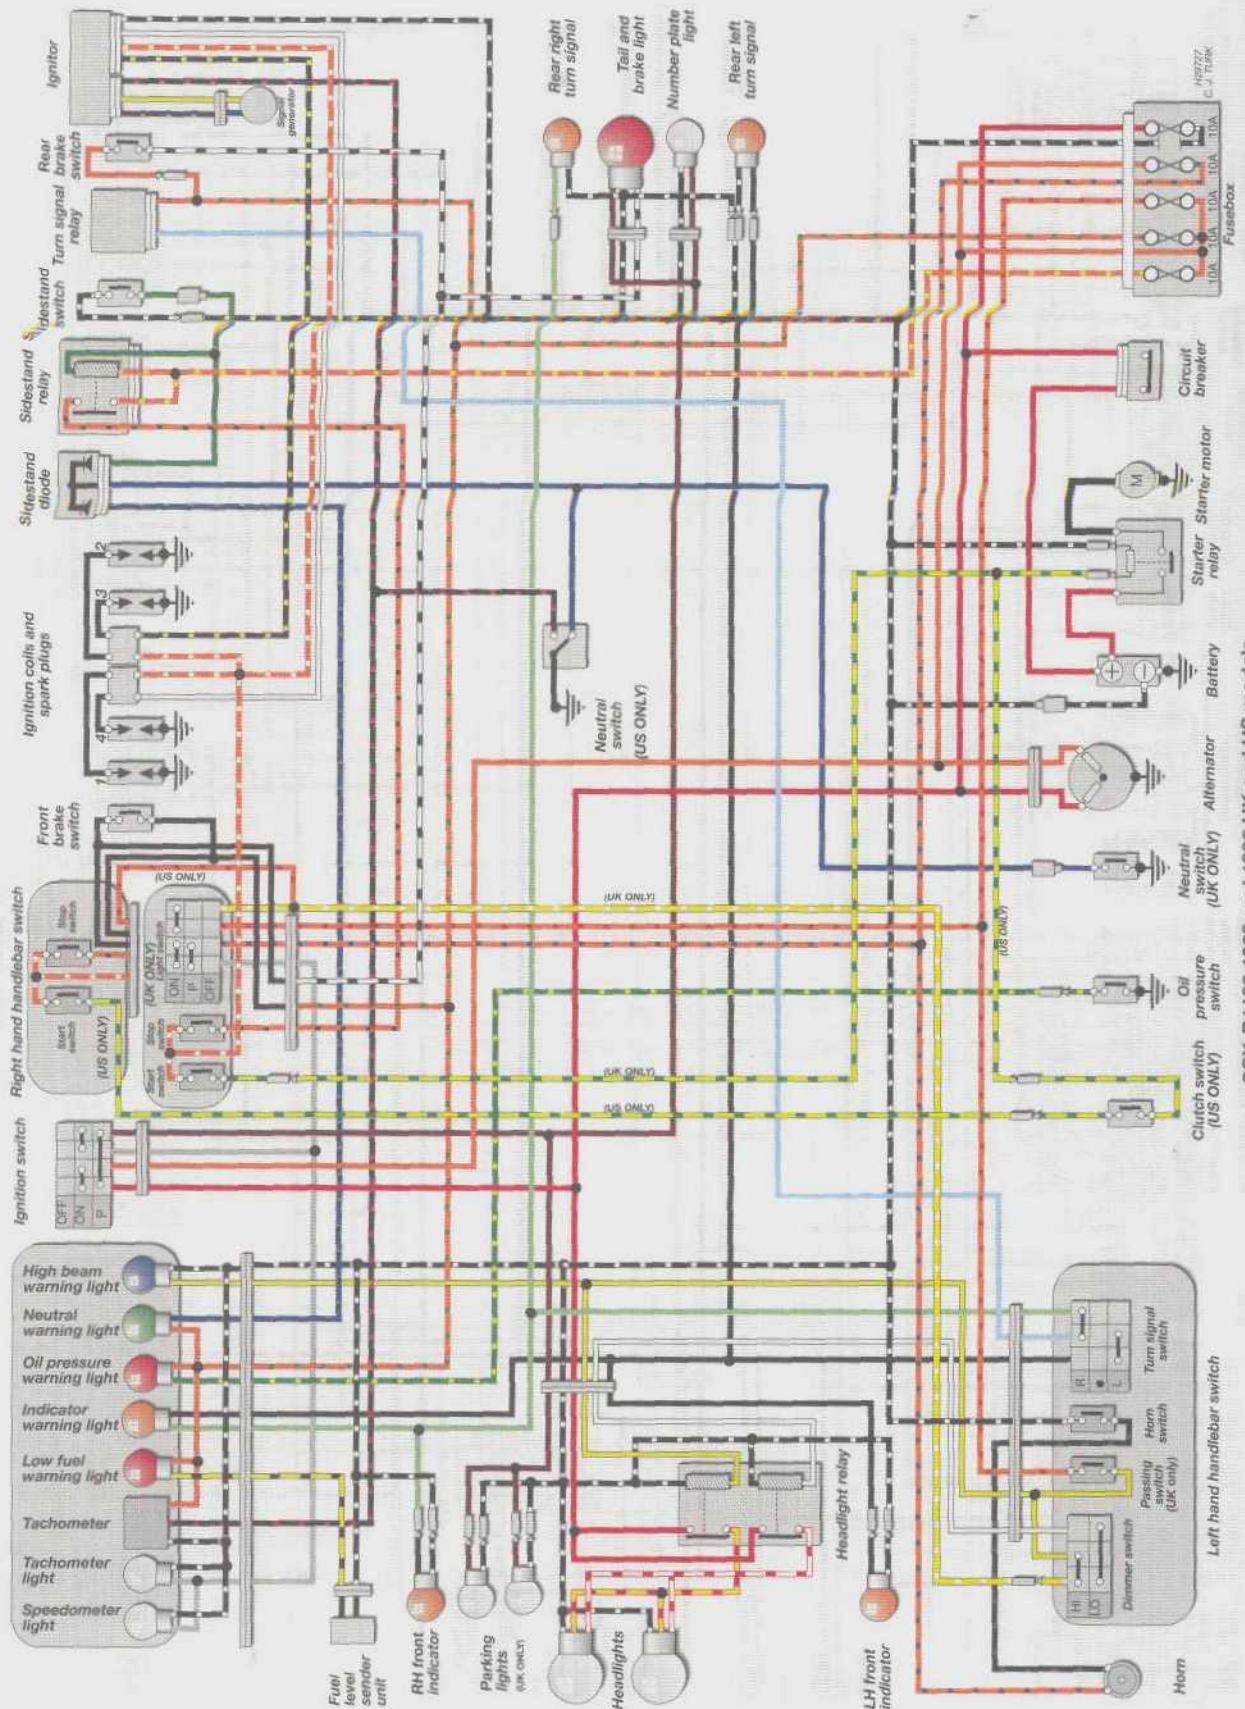 Ignitor
Signal
generator
Rear
brake
switch
Turn signal
relay
destand
switch
Sidestand
relay
Sidestand
diode
2
3
Ignition coils and
spark plugs
4
1
Front
brake
switch
Right hand handlebar switch
Stop
switch
Start
switch
(US ONLY)
(US ONLY)
(UK ONLY)
Light switch
ON
P
OFF
Stop
switch
Start
switch
Ignition switch
OFF
ON
P
High beam
warning light
Neutral
warning light
Oil pressure
warning light
Indicator
warning light
Low fuel
warning light
Tachometer
Tachometer
light
Speedometer
light
Rear right
turn signal
Tail and
brake light
Number plate
light
Rear left
turn signal
Neutral
switch
(US ONLY)
(UK ONLY)
(UK ONLY)
(US ONLY)
(US ONLY)
Fuel
level
sender
unit
RH front
indicator
Parking
lights
(UK ONLY)
Headlights
Headlight relay
LH front
indicator
H29727
C. J. TURK
10A
10A
10A
10A
10A
Fusebox
Circuit
breaker
M
Starter motor
Starter
relay
+
−
Battery
Alternator
Neutral
switch
(UK ONLY)
Oil
pressure
switch
Clutch switch
(US ONLY)
R
L
Turn signal
switch
Horn
switch
Passing
switch
(UK only)
HI
LO
Dimmer switch
Left hand handlebar switch
Horn